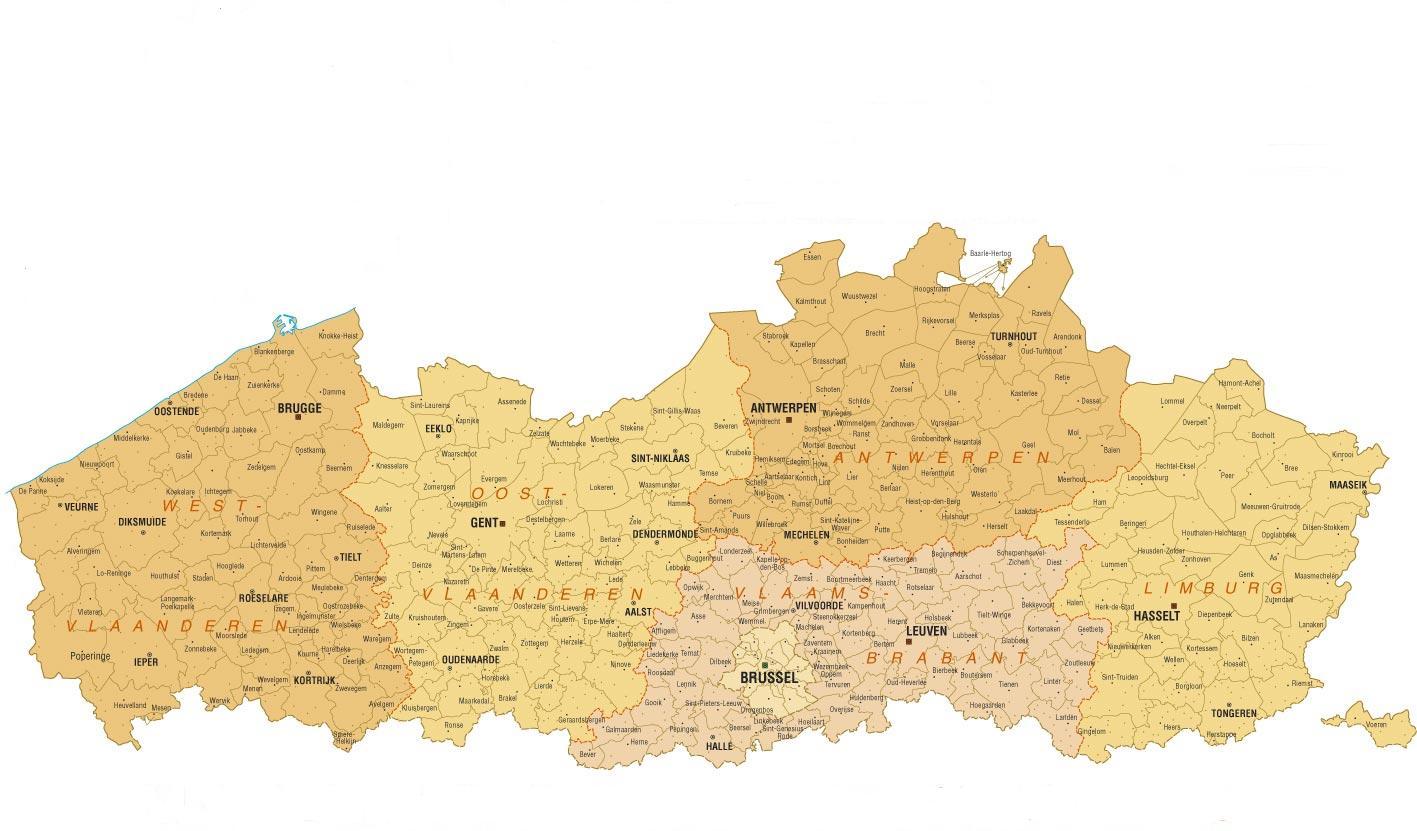 Baarle-Hertog
Essen
Kalmthout
Wuustwezel
Hoogstraten
Merksplas
Ravels
Rijkevorsel
Stabroek
Kapellen
Brecht
Beerse
TURNHOUT
Arendonk
Oud-Turnhout
Vosselaar
Brasschaat
Malle
Retie
Schoten
Schilde
Zoersel
Lille
Kasterlee
Dessel
ANTWERPEN
Zwijndrecht
Wijnegem
Wommelgem
Borsbeek
Ranst
Zandhoven
Vorselaar
Grobbendonk
Herentals
Geel
Mol
Balen
Mortsel
Boechout
Hemiksem
Edegem
Hove
ANTWERPEN
Aartselaar
Kontich
Lint
Lier
Nijlen
Herenthout
Olen
Meerhout
Schelle
Niel
Boom
Rumst
Duffel
Berlaar
Heist-op-den-Berg
Westerlo
Hulshout
Herselt
Laakdal
Bornem
Puurs
Sint-Amands
Willebroek
Sint-Katelijne-
Waver
Putte
MECHELEN
Bonheiden
Knokke-Heist
Blankenberge
De Haan
Zuienkerke
Damme
Bredene
OOSTENDE
BRUGGE
Oudenburg
Jabbeke
Middelkerke
Oostkamp
Gistel
Zedelgem
Beernem
Nieuwpoort
Koksijde
De Panne
Koekelare
Ichtegem
WEST-
VEURNE
DIKSMUIDE
Torhout
Wingene
Ruiselede
Kortemark
Lichtervelde
Alveringem
TIELT
Hooglede
Pittem
Lo-Reninge
Houthulst
Staden
Ardooie
Dentergem
Meulebeke
Langemark-
Poelkapelle
ROESELARE
Izegem
Oostrozebeke
Ingelmunster
Vleteren
VLAANDEREN
Wielsbeke
Moorslede
Lendelede
Waregem
Zonnebeke
Ledegem
Kuurne
Harelbeke
Poperinge
IEPER
Deerlijk
Anzegem
Wevelgem
KORTRIJK
Menen
Zwevegem
Heuvelland
Mesen
Wervik
Avelgem
Spiere-
Helkijn
Sint-Laureins
Assenede
Maldegem
EEKLO
Kaprijke
Zelzate
Wachtebeke
Moerbeke
Stekene
Sint-Gillis-Waas
Beveren
Waarschoot
Knesselare
SINT-NIKLAAS
Kruibeke
Temse
Zomergem
Evergem
OOST-
Lovendegem
Lochristi
Lokeren
Waasmunster
Hamme
Aalter
GENT
Destelbergen
Zele
Nevele
Laarne
Berlare
DENDERMONDE
Sint-
Martens-Latem
Buggenhout
Deinze
De Pinte
Merelbeke
Wetteren
Wichelen
Lebbeke
Nazareth
Lede
VLAANDEREN
Gavere
Oosterzele
Sint-Lievens-
Houtem
AALST
Zulte
Kruishoutem
Zingem
Erpe-Mere
Haaltert
Denderleeuw
Wortegem-
Petegem
Zwalm
Zottegem
Herzele
OUDENAARDE
Ninove
Horebeke
Lierde
Maarkedal
Brakel
Kluisbergen
Ronse
Geraardsbergen
Londerzeel
Kapelle-op-
den-Bos
Keerbergen
Begijnendijk
Scherpenheuvel-
Zichem
Diest
Tremelo
Zemst
Boortmeerbeek
Haacht
Rotselaar
Aarschot
Opwijk
Merchtem
VLAAMS-
Meise
VILVOORDE
Kampenhout
Grimbergen
Steenokkerzeel
Bekkevoort
Tielt-Winge
Asse
Wemmel
Machelen
Herent
Holsbeek
Kortenaken
Geetbets
Affligem
Zaventem
Kortenberg
LEUVEN
Lubbeek
Glabbeek
Kraainem
Bertem
Liedekerke
Ternat
Dilbeek
Wezembeek-
Oppem
BRABANT
Zoutleeuw
Roosdaal
BRUSSEL
Tervuren
Bierbeek
Boutersem
Oud-Heverlee
Tienen
Linter
Lennik
Gooik
Sint-Pieters-Leeuw
Huldenberg
Hoegaarden
Drogenbos
Overijse
Linkebeek
Hoeilaart
Landen
Galmaarden
Pepingen
Beersel
Sint-Genesius-
Rode
Herne
HALLE
Bever
Hamont-Achel
Lommel
Neerpelt
Overpelt
Bocholt
Kinrooi
Hechtel-Eksel
Peer
Bree
Leopoldsburg
MAASEIK
Ham
Meeuwen-Gruitrode
Tessenderlo
Beringen
Dilsen-Stokkem
Houthalen-Helchteren
Opglabbeek
Heusden-Zolder
Zonhoven
As
Lummen
Genk
Maasmechelen
LIMBURG
Halen
Herk-de-Stad
HASSELT
Zutendaal
Diepenbeek
Lanaken
Alken
Bilzen
Nieuwerkerken
Kortessem
Wellen
Hoeselt
Sint-Truiden
Borgloon
Riemst
TONGEREN
Gingelom
Heers
Herstappe
Voeren